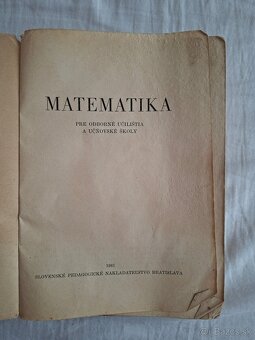 MATEMATIKA
PRE ODBORNÉ UČILIŠTIA
A UČŇOVSKÉ ŠKOLY
1961
SLOVENSKÉ PEDAGOGICKÉ NAKLADATEĽSTVO BRATISLAVA